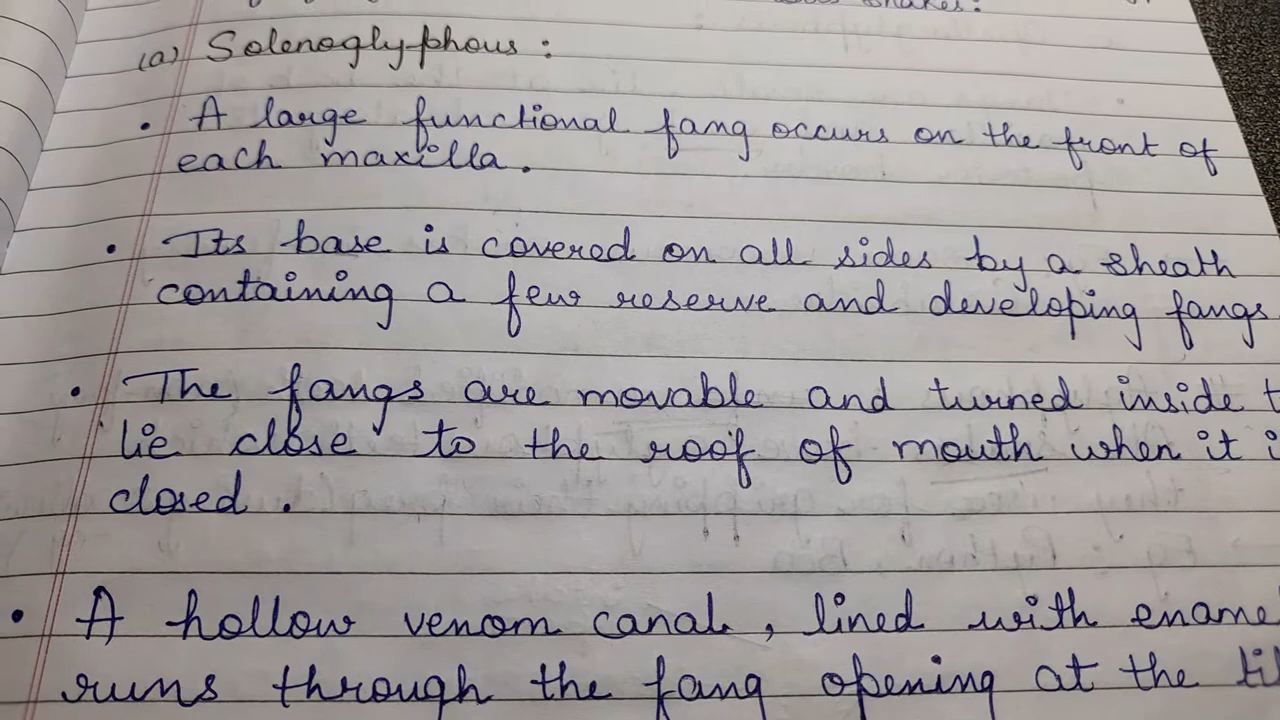 (a) Solenoglyphous :
• A large functional fang occurs on the front of
each maxilla.
• Its base is covered on all sides by a sheath
containing a few reserve and developing fangs
• The fangs are movable and turned inside t
lie close to the roof of mouth when it i
closed.
• A hollow venom canal, lined with ename
runs through the fang opening at the ti